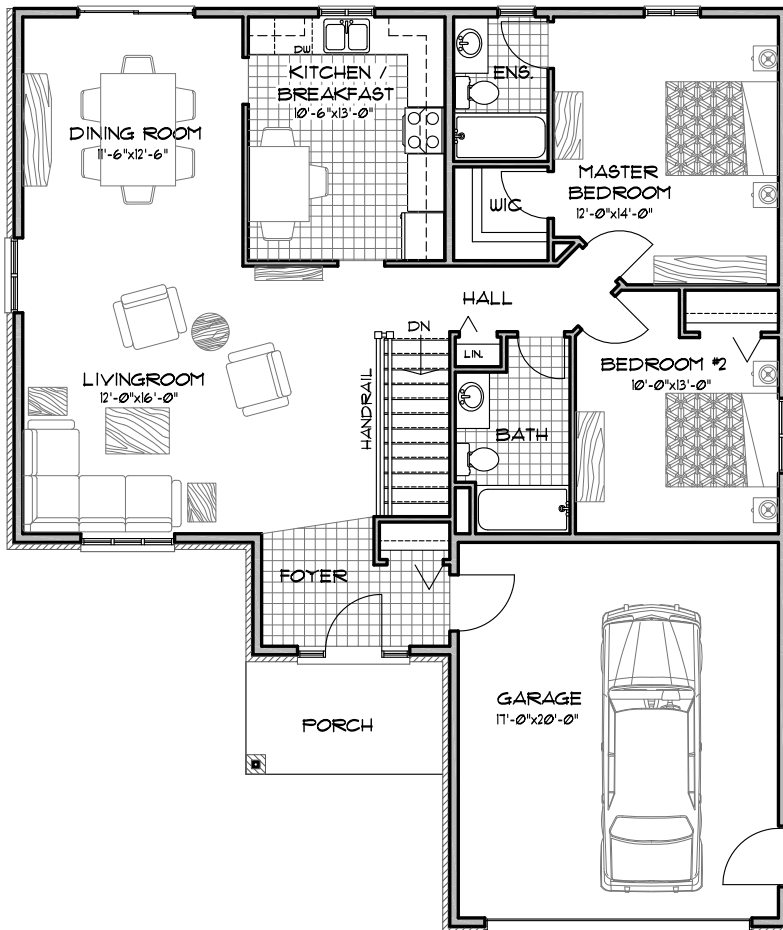 DW
KITCHEN /
BREAKFAST
10'-6"x13'-0"
ENS.
DINING ROOM
11'-6"x12'-6"
MASTER
BEDROOM
12'-0"x14'-0"
WIC
HALL
DN
LIN.
BEDROOM #2
10'-0"x13'-0"
LIVINGROOM
12'-0"x16'-0"
HANDRAIL
BATH
FOYER
GARAGE
17'-0"x20'-0"
PORCH